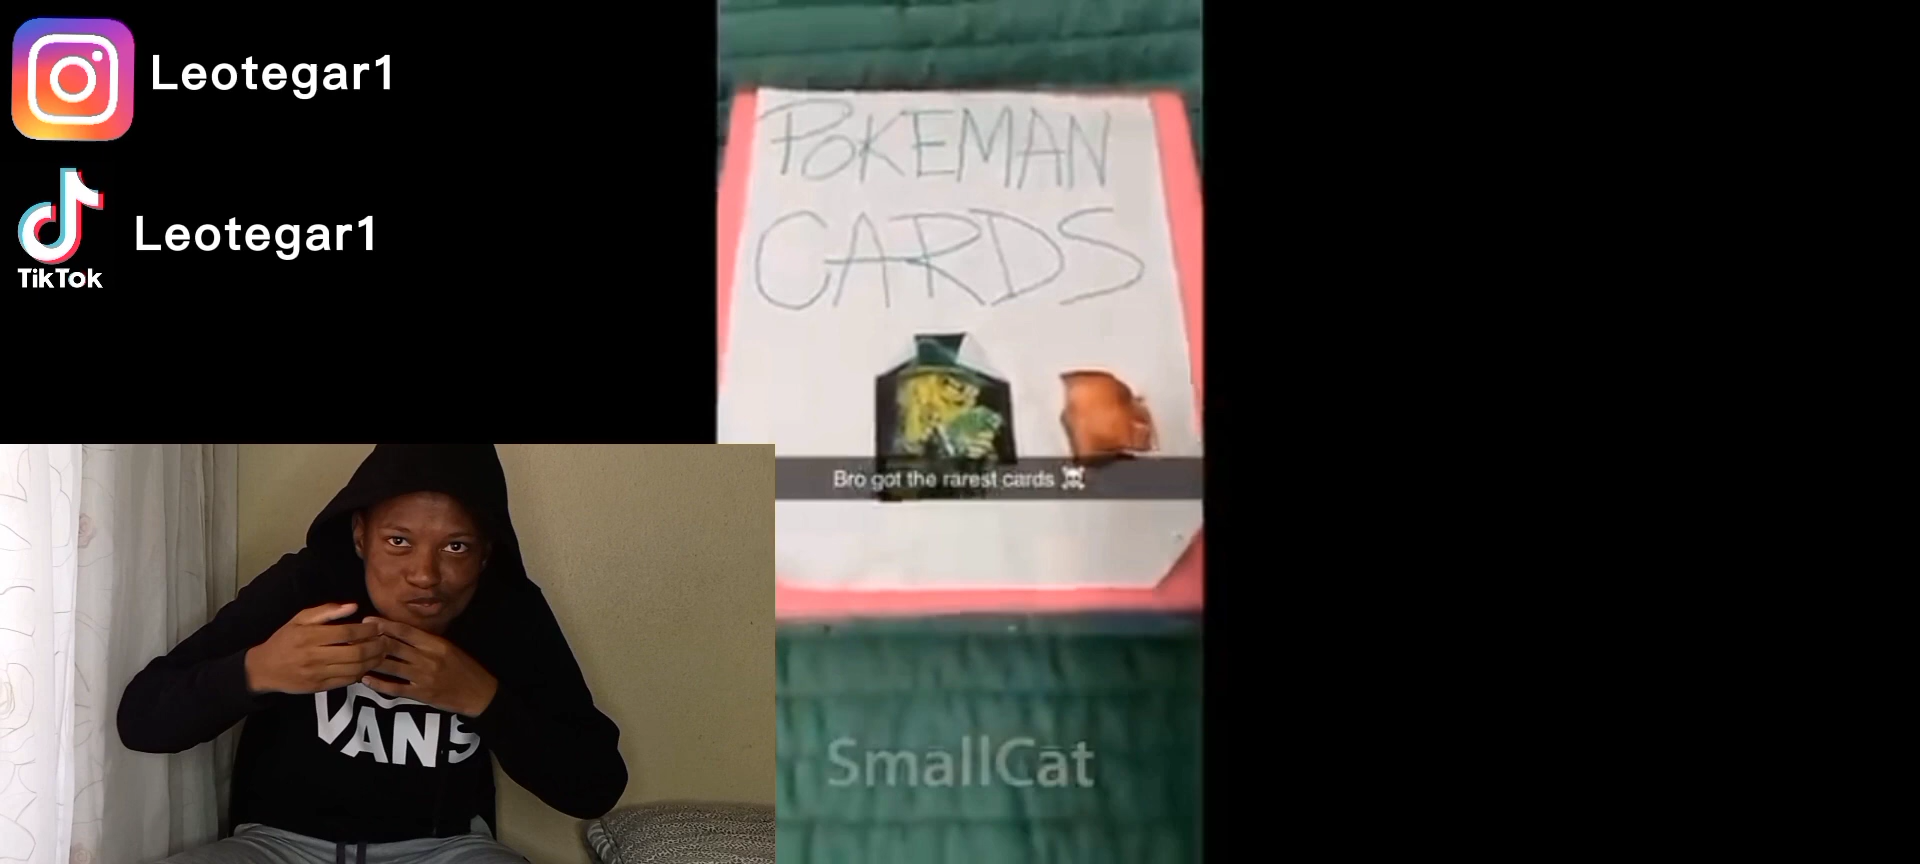 Leotegar1
TikTok
Leotegar1
POKEMAN
CARDS
Bro got the rarest cards ☠
VANS
SmallCat